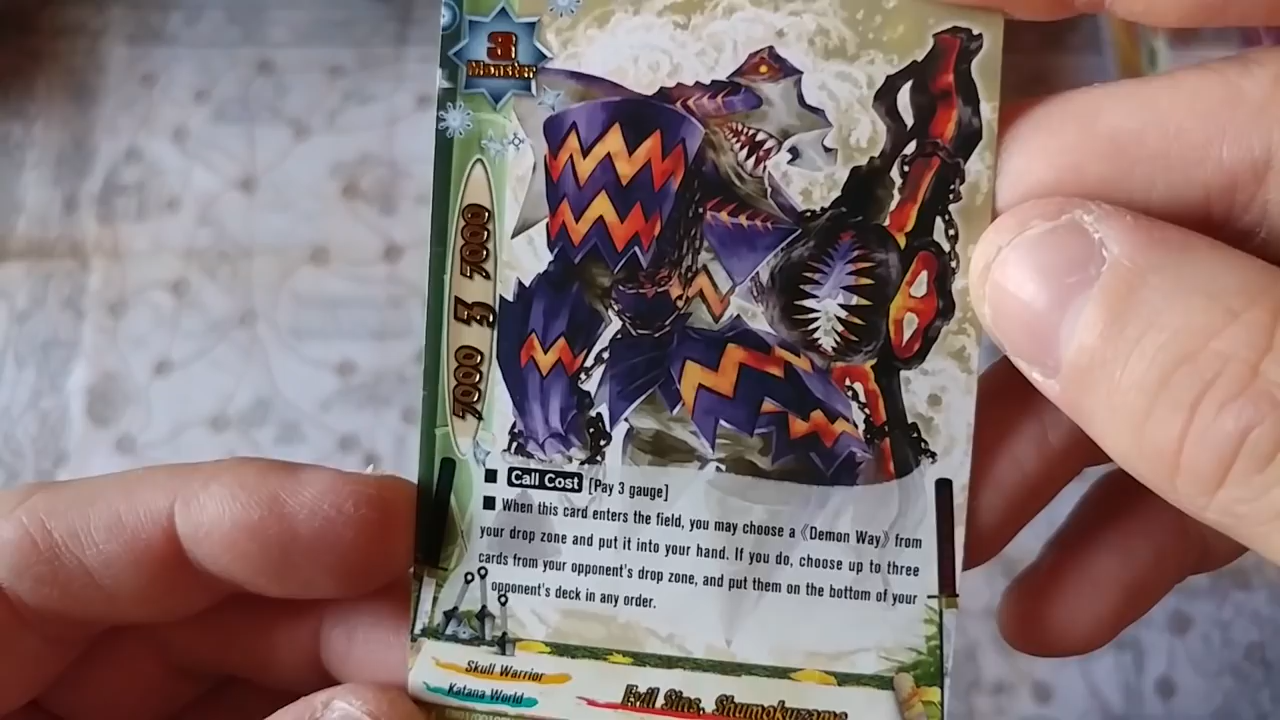 3
Monster
7000 3 7000
■ Call Cost [Pay 3 gauge]
■ When this card enters the field, you may choose a 《Demon Way》 from
your drop zone and put it into your hand. If you do, choose up to three
cards from your opponent's drop zone, and put them on the bottom of your
opponent's deck in any order.
Skull Warrior
Katana World
Evil Sins, Shumokuzame